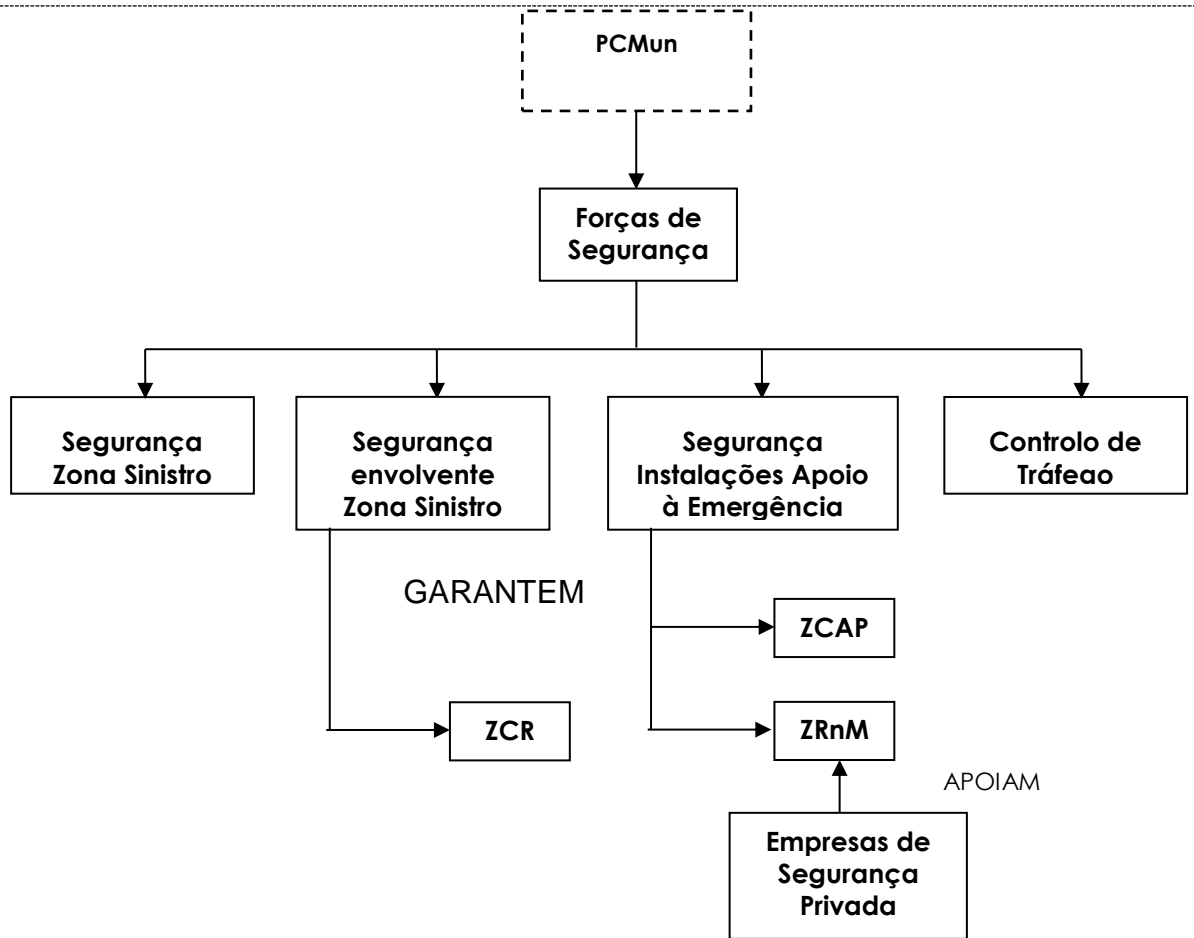 PCMun
Forças de
Segurança
Segurança
Zona Sinistro
Segurança
envolvente
Zona Sinistro
Segurança
Instalações Apoio
à Emergência
Controlo de
Tráfeao
GARANTEM
ZCAP
ZCR
ZRnM
APOIAM
Empresas de
Segurança
Privada